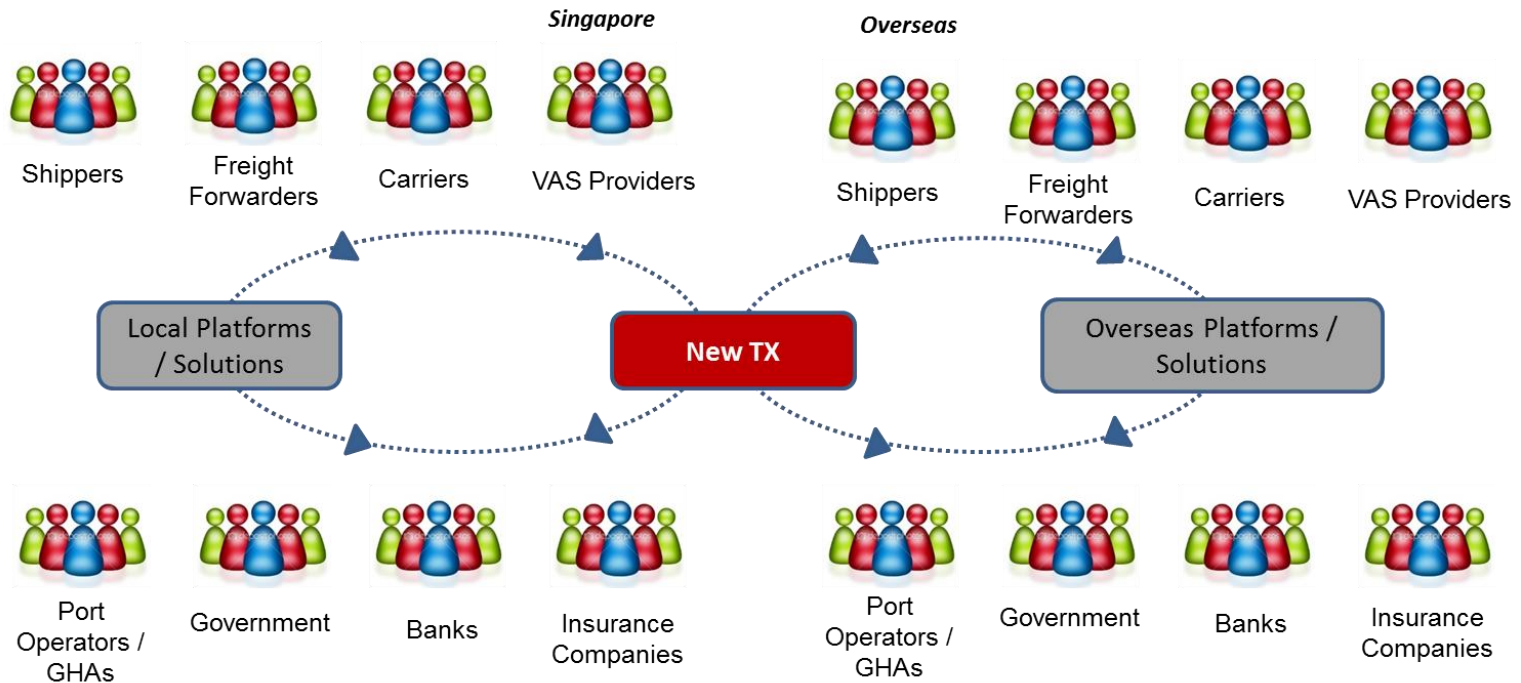 Singapore
Overseas
Shippers
Freight
Forwarders
Carriers
VAS Providers
Shippers
Freight
Forwarders
Carriers
VAS Providers
Local Platforms
/ Solutions
New TX
Overseas Platforms /
Solutions
Port
Operators /
GHAs
Government
Banks
Insurance
Companies
Port
Operators /
GHAs
Government
Banks
Insurance
Companies